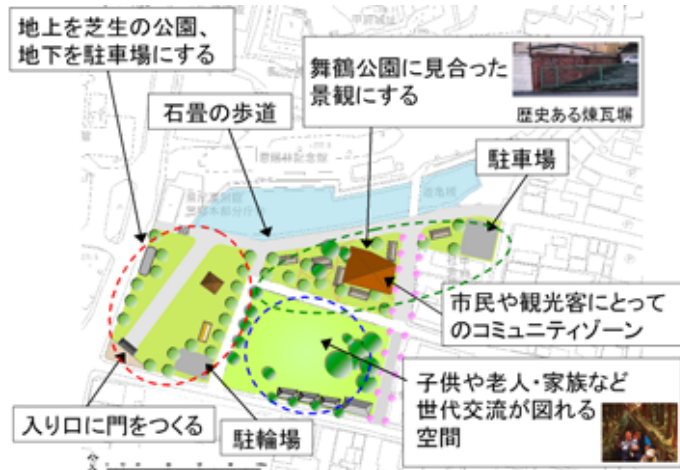 地上を芝生の公園、
地下を駐車場にする
舞鶴公園に見合った
景観にする
歴史ある煉瓦塀
石畳の歩道
駐車場
市民や観光客にとって
のコミュニティゾーン
子供や老人・家族など
世代交流が図れる
空間
入り口に門をつくる
駐輪場